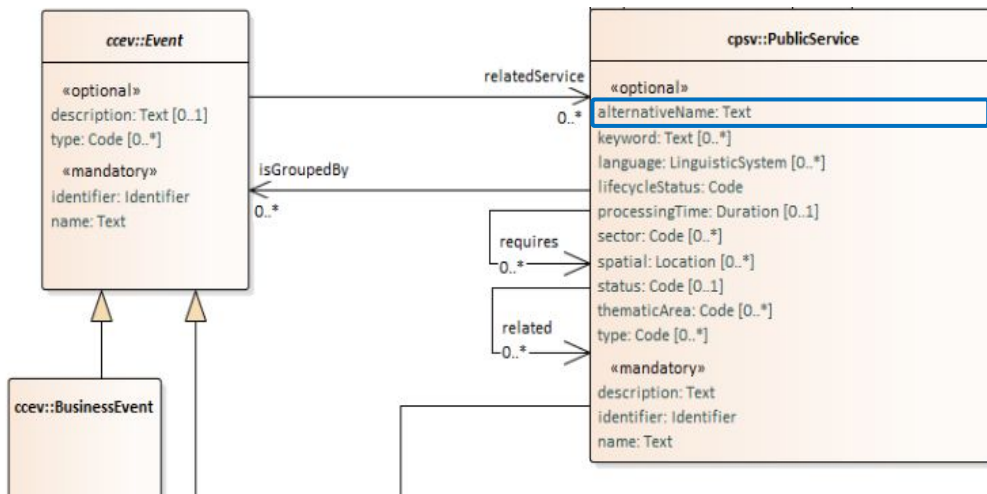 ccev::Event
«optional»
description: Text [0..1]
type: Code [0..*]
«mandatory»
identifier: Identifier
name: Text
relatedService
0..*
isGroupedBy
0..*
requires
0..*
related
0..*
cpsv::PublicService
«optional»
alternativeName: Text
keyword: Text [0..*]
language: LinguisticSystem [0..*]
lifecycleStatus: Code
processingTime: Duration [0..1]
sector: Code [0..*]
spatial: Location [0..*]
status: Code [0..1]
thematicArea: Code [0..*]
type: Code [0..*]
«mandatory»
description: Text
identifier: Identifier
name: Text
ccev::BusinessEvent